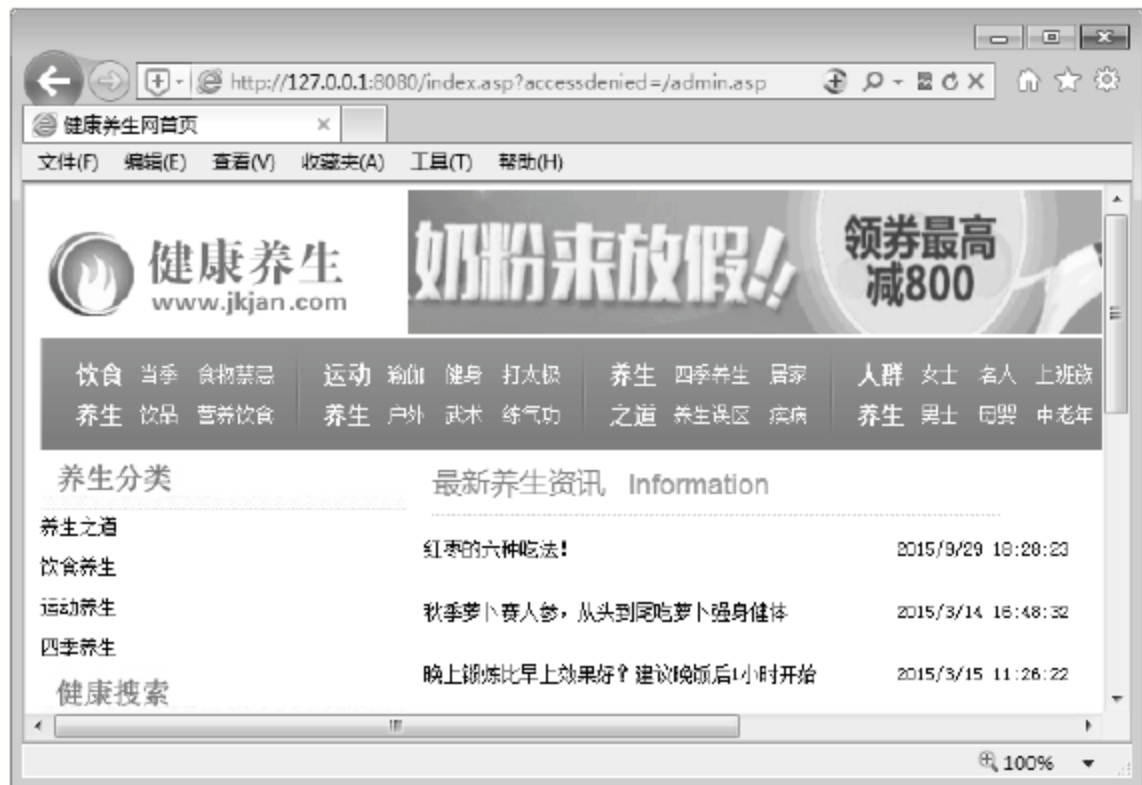 http://127.0.0.1:8080/index.asp?accessdenied=/admin.asp
健康养生网首页
文件(F) 编辑(E) 查看(V) 收藏夹(A) 工具(T) 帮助(H)
健康养生
www.jkjan.com
奶粉来放假!!
领券最高
减800
饮食 当季 食物禁忌 运动 瑜伽 健身 打太极 养生 四季养生 居家 人群 女士 名人 上班族
养生 饮品 营养饮食 养生 户外 武术 练气功 之道 养生误区 疾病 养生 男士 母婴 中老年
养生分类
养生之道
饮食养生
运动养生
四季养生
健康搜索
最新养生资讯 Information
红枣的六种吃法! 2015/9/29 18:28:23
秋季萝卜赛人参，从头到尾吃萝卜强身健体 2015/3/14 16:48:32
晚上锻炼比早上效果好？建议晚饭后1小时开始 2015/3/15 11:26:22
100%